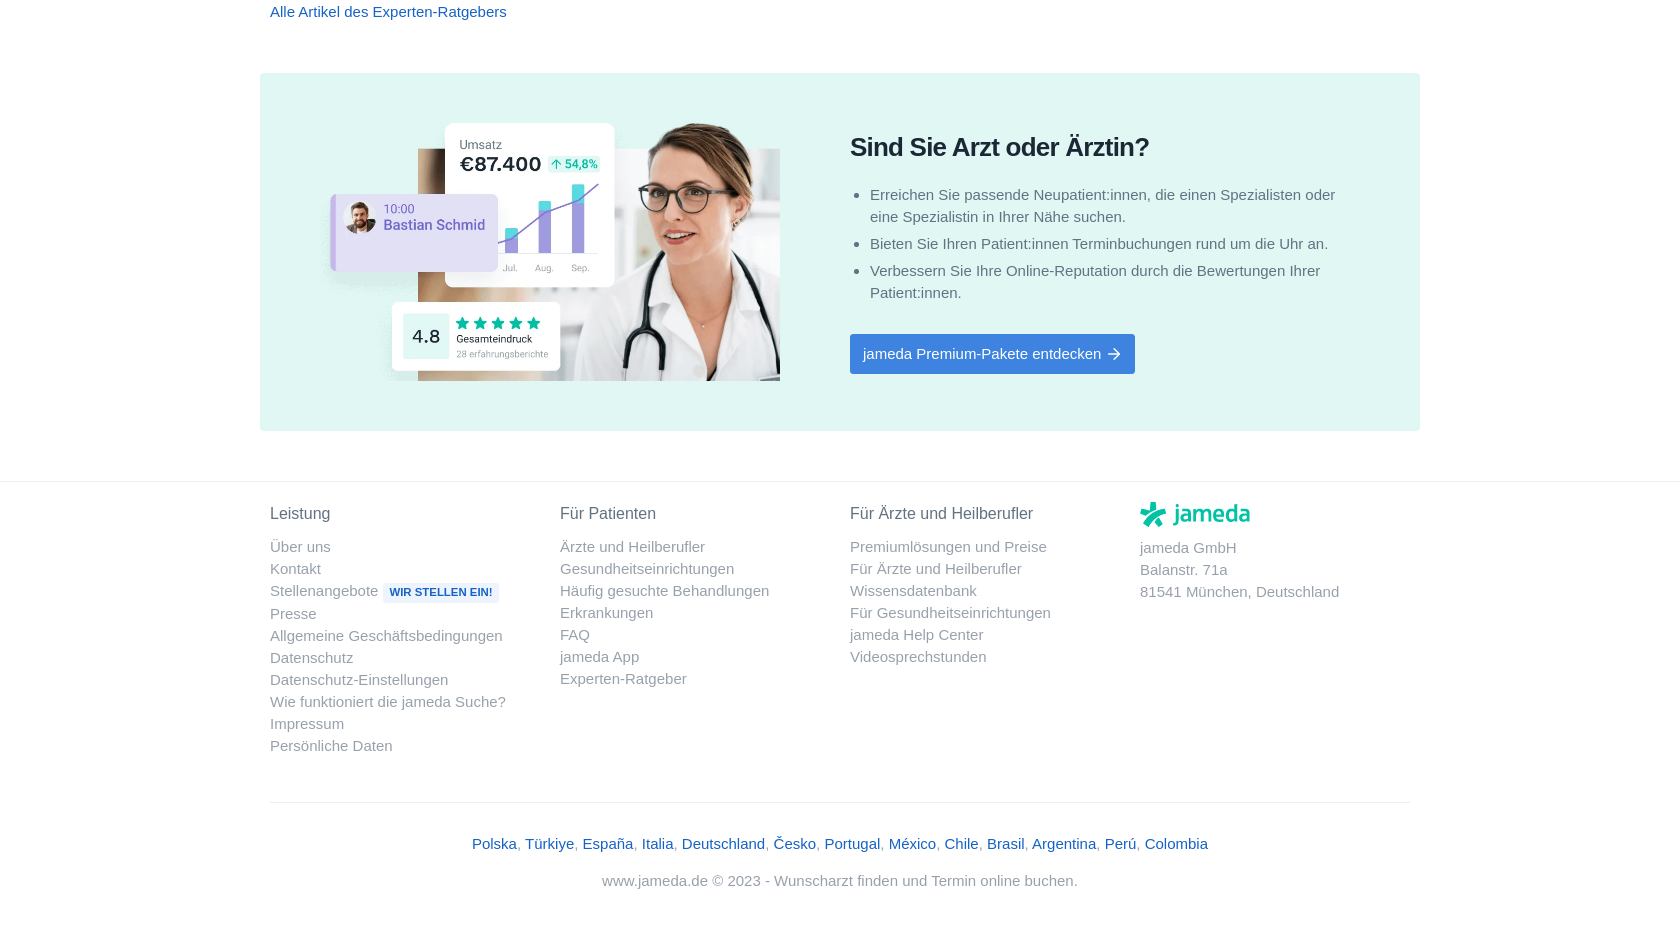 Alle Artikel des Experten-Ratgebers
Umsatz
€87.400 54,8%
10:00
Bastian Schmid
Jul. Aug. Sep.
4.8
Gesamteindruck
28 erfahrungsberichte
Sind Sie Arzt oder Ärztin?
Erreichen Sie passende Neupatient:innen, die einen Spezialisten oder
eine Spezialistin in Ihrer Nähe suchen.
Bieten Sie Ihren Patient:innen Terminbuchungen rund um die Uhr an.
Verbessern Sie Ihre Online-Reputation durch die Bewertungen Ihrer
Patient:innen.
jameda Premium-Pakete entdecken
Leistung
Über uns
Kontakt
Stellenangebote WIR STELLEN EIN!
Presse
Allgemeine Geschäftsbedingungen
Datenschutz
Datenschutz-Einstellungen
Wie funktioniert die jameda Suche?
Impressum
Persönliche Daten
Für Patienten
Ärzte und Heilberufler
Gesundheitseinrichtungen
Häufig gesuchte Behandlungen
Erkrankungen
FAQ
jameda App
Experten-Ratgeber
Für Ärzte und Heilberufler
Premiumlösungen und Preise
Für Ärzte und Heilberufler
Wissensdatenbank
Für Gesundheitseinrichtungen
jameda Help Center
Videosprechstunden
jameda
jameda GmbH
Balanstr. 71a
81541 München, Deutschland
Polska, Türkiye, España, Italia, Deutschland, Česko, Portugal, México, Chile, Brasil, Argentina, Perú, Colombia
www.jameda.de © 2023 - Wunscharzt finden und Termin online buchen.